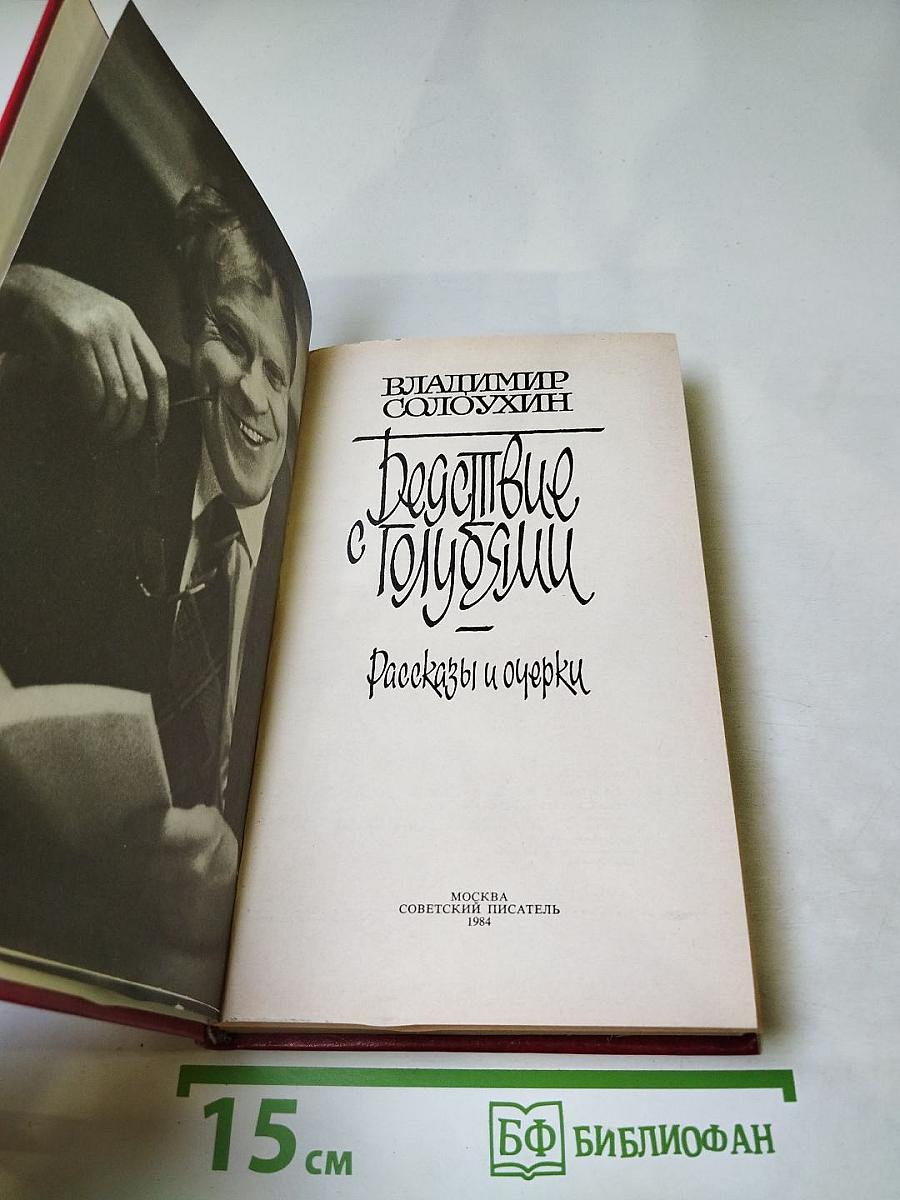 ВЛАДИМИР
СОЛОУХИН
Бедствие
с голубями
Рассказы и очерки
МОСКВА
СОВЕТСКИЙ ПИСАТЕЛЬ
1984
15 см
БФ БИБЛИОФАН